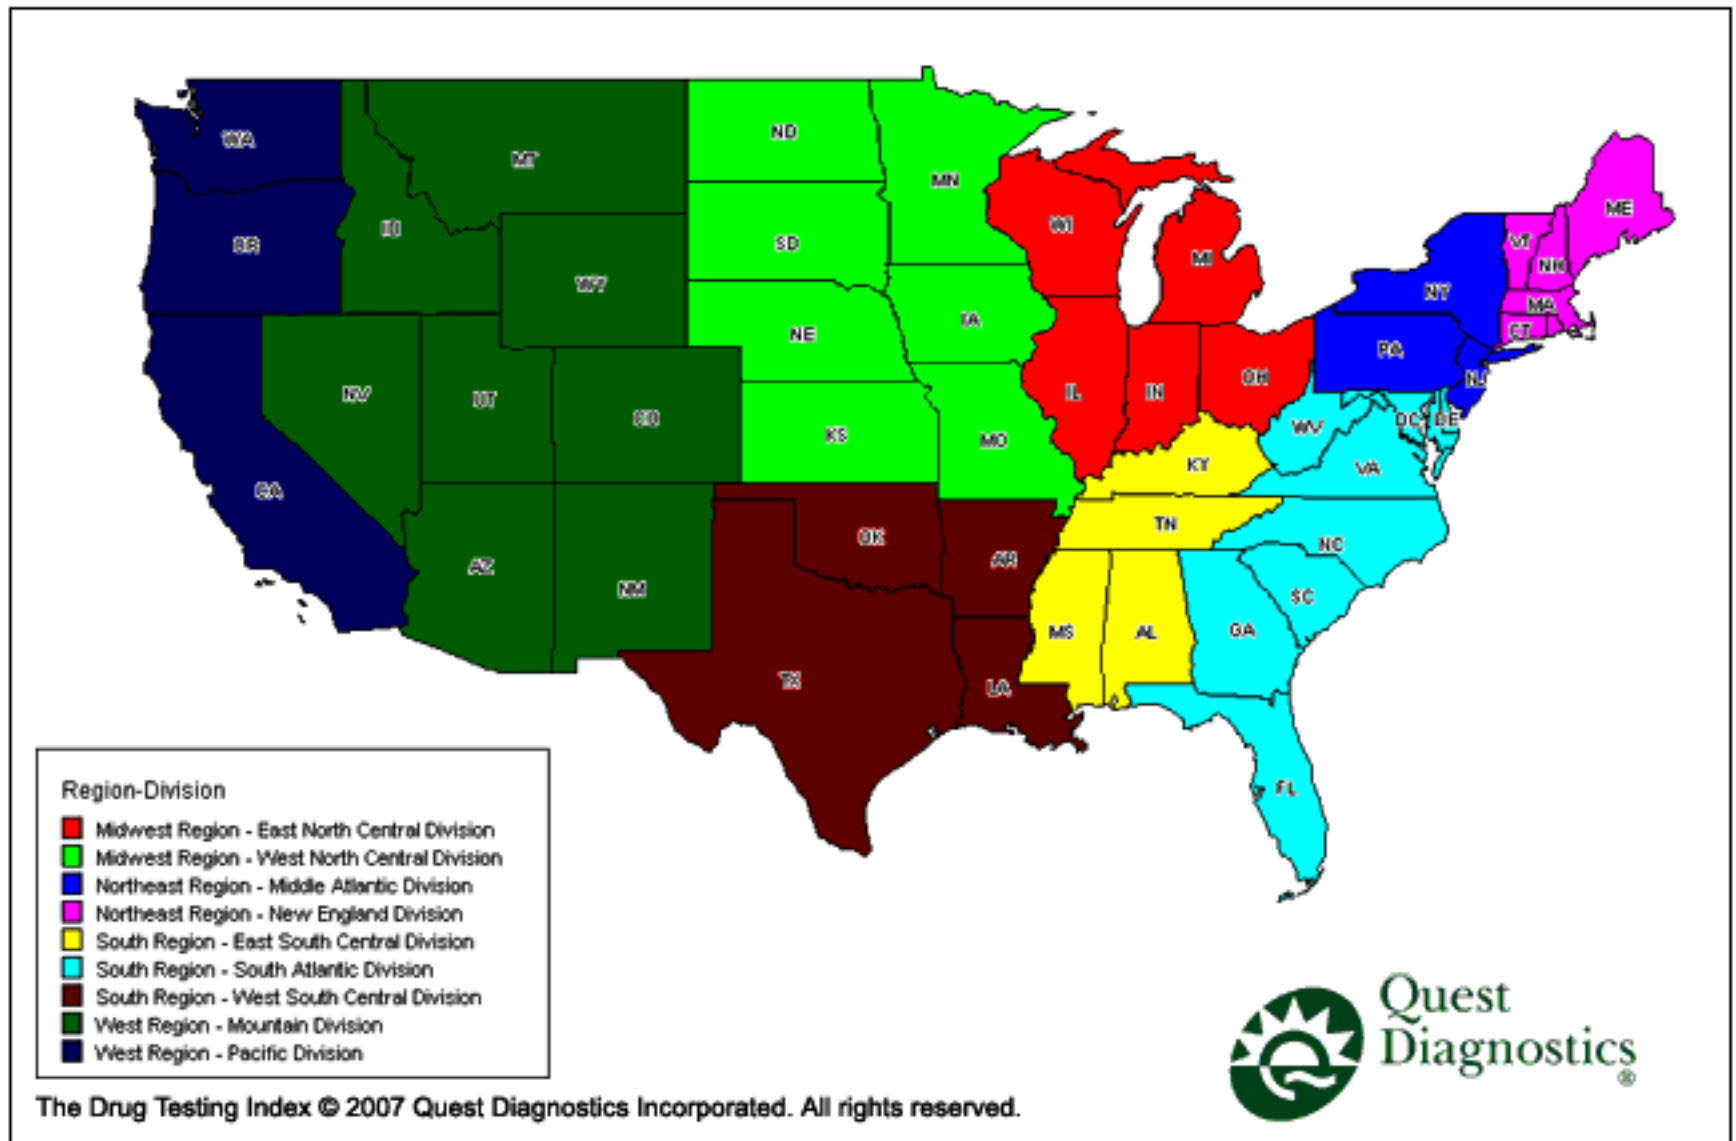 WA
MT
ND
MN
OR
ID
SD
WI
MI
ME
VT
NH
WY
NY
MA
NE
IA
CT
PA
NV
UT
CO
IL
IN
OH
NJ
KS
MO
WV
DC
DE
KY
VA
CA
TN
OK
NC
AZ
NM
AR
SC
MS
AL
GA
TX
LA
FL
Region-Division
Midwest Region - East North Central Division
Midwest Region - West North Central Division
Northeast Region - Middle Atlantic Division
Northeast Region - New England Division
South Region - East South Central Division
South Region - South Atlantic Division
South Region - West South Central Division
West Region - Mountain Division
West Region - Pacific Division
Quest
Diagnostics®
The Drug Testing Index © 2007 Quest Diagnostics Incorporated. All rights reserved.